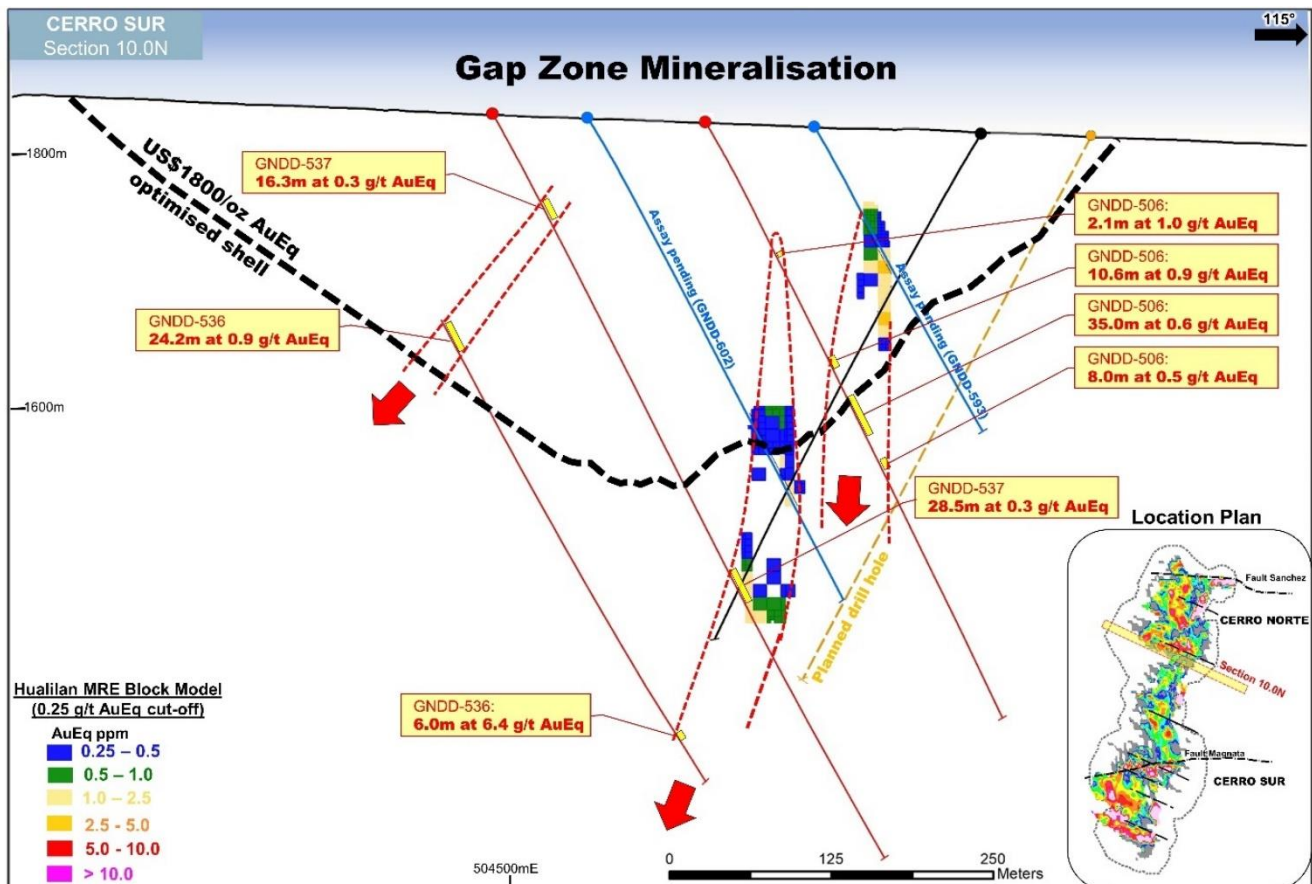 CERRO SUR
Section 10.0N
115°
Gap Zone Mineralisation
1800m
US$1800/oz AuEq
optimised shell
GNDD-537
16.3m at 0.3 g/t AuEq
GNDD-536
24.2m at 0.9 g/t AuEq
Assay pending (GNDD-602)
Assay pending (GNDD-593)
GNDD-506:
2.1m at 1.0 g/t AuEq
GNDD-506:
10.6m at 0.9 g/t AuEq
GNDD-506:
35.0m at 0.6 g/t AuEq
GNDD-506:
8.0m at 0.5 g/t AuEq
1600m
GNDD-537
28.5m at 0.3 g/t AuEq
Planned drill hole
GNDD-536:
6.0m at 6.4 g/t AuEq
Hualilan MRE Block Model
(0.25 g/t AuEq cut-off)
AuEq ppm
0.25 – 0.5
0.5 – 1.0
1.0 – 2.5
2.5 - 5.0
5.0 - 10.0
> 10.0
504500mE
0
125
250
Meters
Location Plan
Fault Sanchez
CERRO NORTE
Section 10.0N
Fault Magnata
CERRO SUR